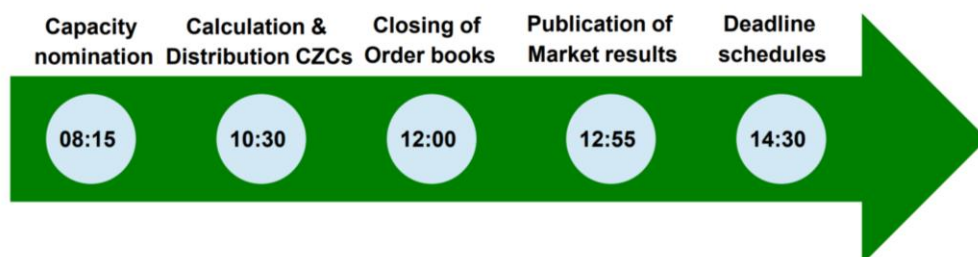 Capacity
nomination
Calculation &
Distribution CZCs
Closing of
Order books
Publication of
Market results
Deadline
schedules
08:15
10:30
12:00
12:55
14:30